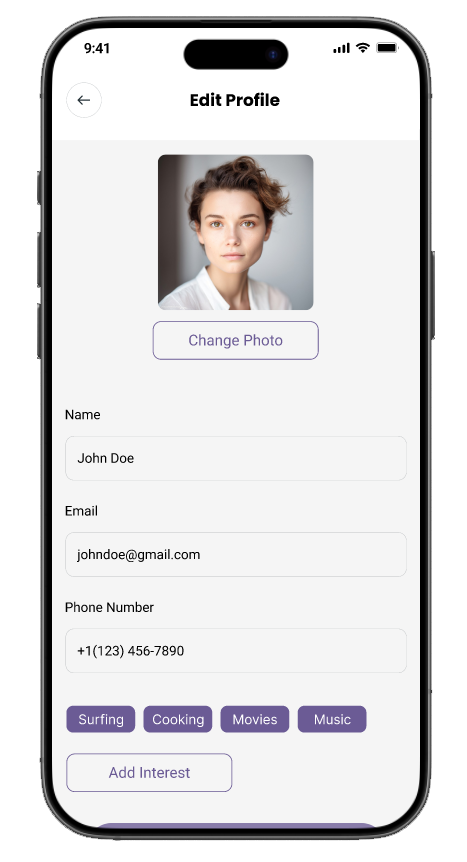 9:41
Edit Profile
Change Photo
Name
John Doe
Email
johndoe@gmail.com
Phone Number
+1(123) 456-7890
Surfing Cooking Movies Music
Add Interest